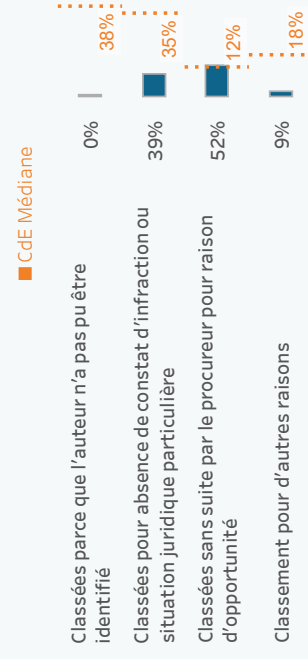 CdE Médiane
Classées parce que l’auteur n’a pas pu être
identifié
0%
38%
Classées pour absence de constat d’infraction ou
situation juridique particulière
39%
35%
Classées sans suite par le procureur pour raison
d’opportunité
52%
12%
Classement pour d’autres raisons
9%
18%